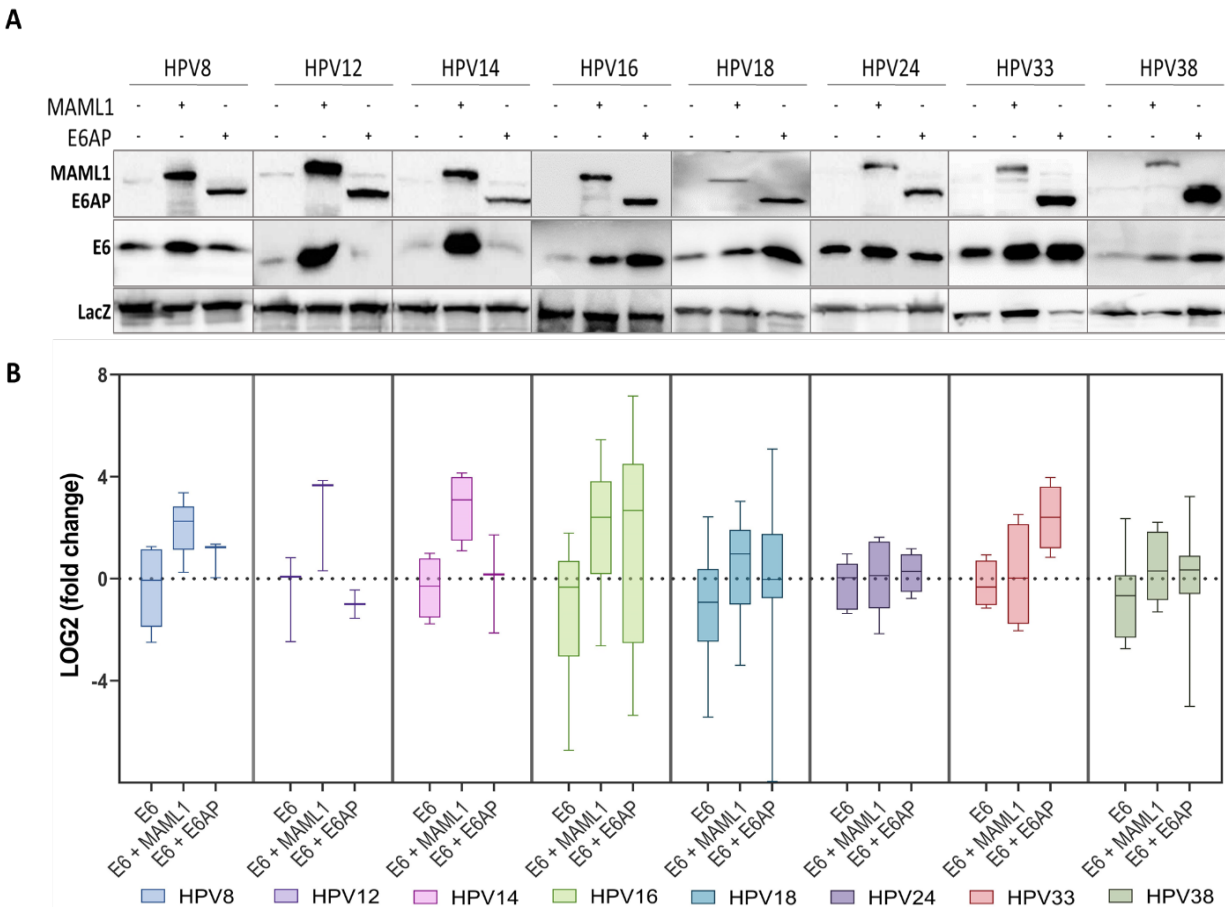 A
HPV8 HPV12 HPV14 HPV16 HPV18 HPV24 HPV33 HPV38
MAML1 - + - - + - - + - - + - - + - - + - - + - - + -
E6AP - - + - - + - - + - - + - - + - - + - - + - - +
MAML1
E6AP
E6
LacZ
B
LOG2 (fold change)
8
4
0
-4
E6 E6 + MAML1 E6 + E6AP E6 E6 + MAML1 E6 + E6AP E6 E6 + MAML1 E6 + E6AP E6 E6 + MAML1 E6 + E6AP E6 E6 + MAML1 E6 + E6AP E6 E6 + MAML1 E6 + E6AP E6 E6 + MAML1 E6 + E6AP E6 E6 + MAML1 E6 + E6AP
HPV8 HPV12 HPV14 HPV16 HPV18 HPV24 HPV33 HPV38